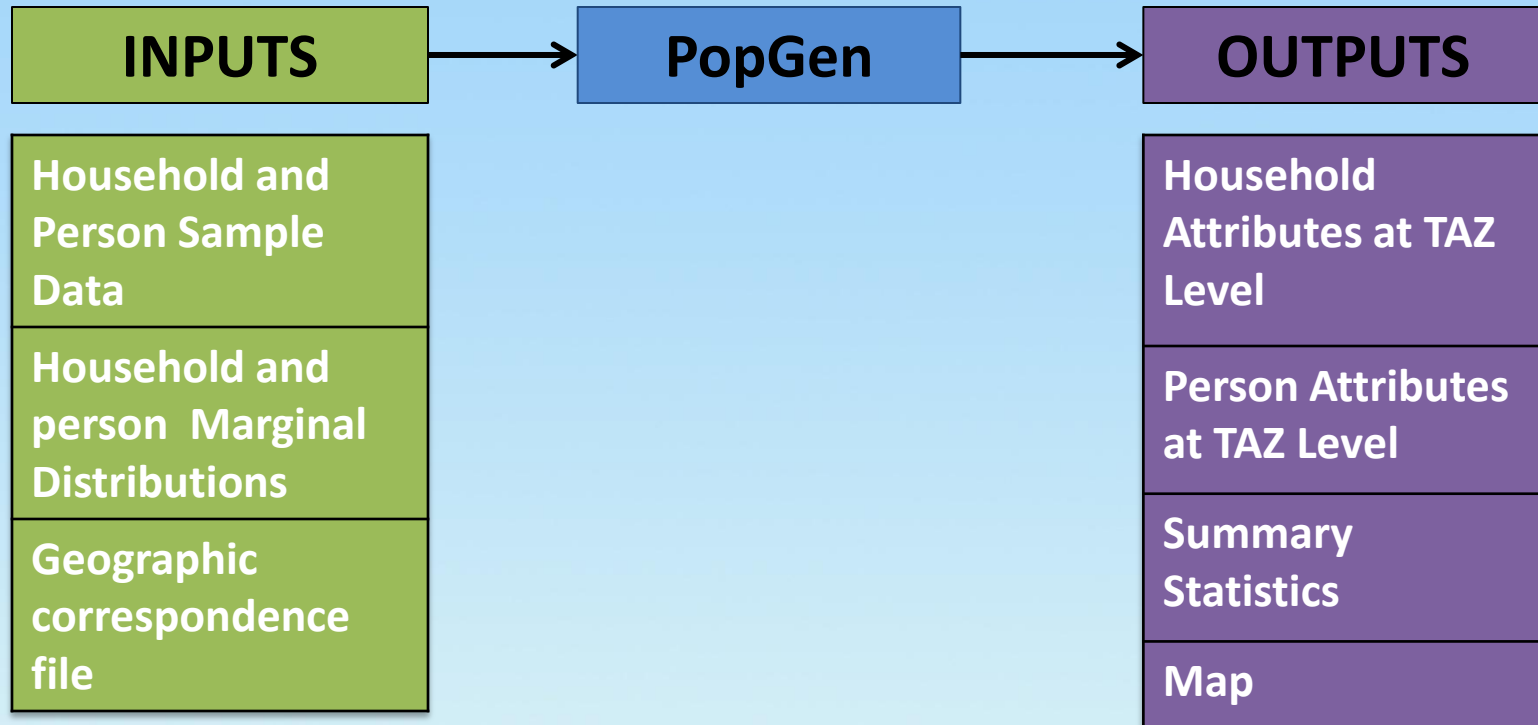 INPUTS
PopGen
OUTPUTS
Household and
Person Sample
Data
Household and
person Marginal
Distributions
Geographic
correspondence
file
Household
Attributes at TAZ
Level
Person Attributes
at TAZ Level
Summary
Statistics
Map